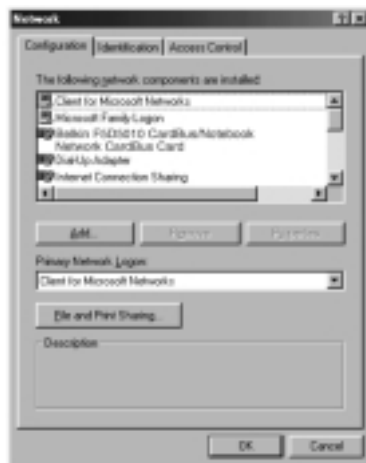 Network
Configuration Identification Access Control
The following network components are installed:
Client for Microsoft Networks
Microsoft Family Logon
Belkin F5D5010 CardBus/Notebook
Network CardBus Card
Dial-Up Adapter
Internet Connection Sharing
Add... Remove Properties
Primary Network Logon:
Client for Microsoft Networks
File and Print Sharing...
Description
OK Cancel